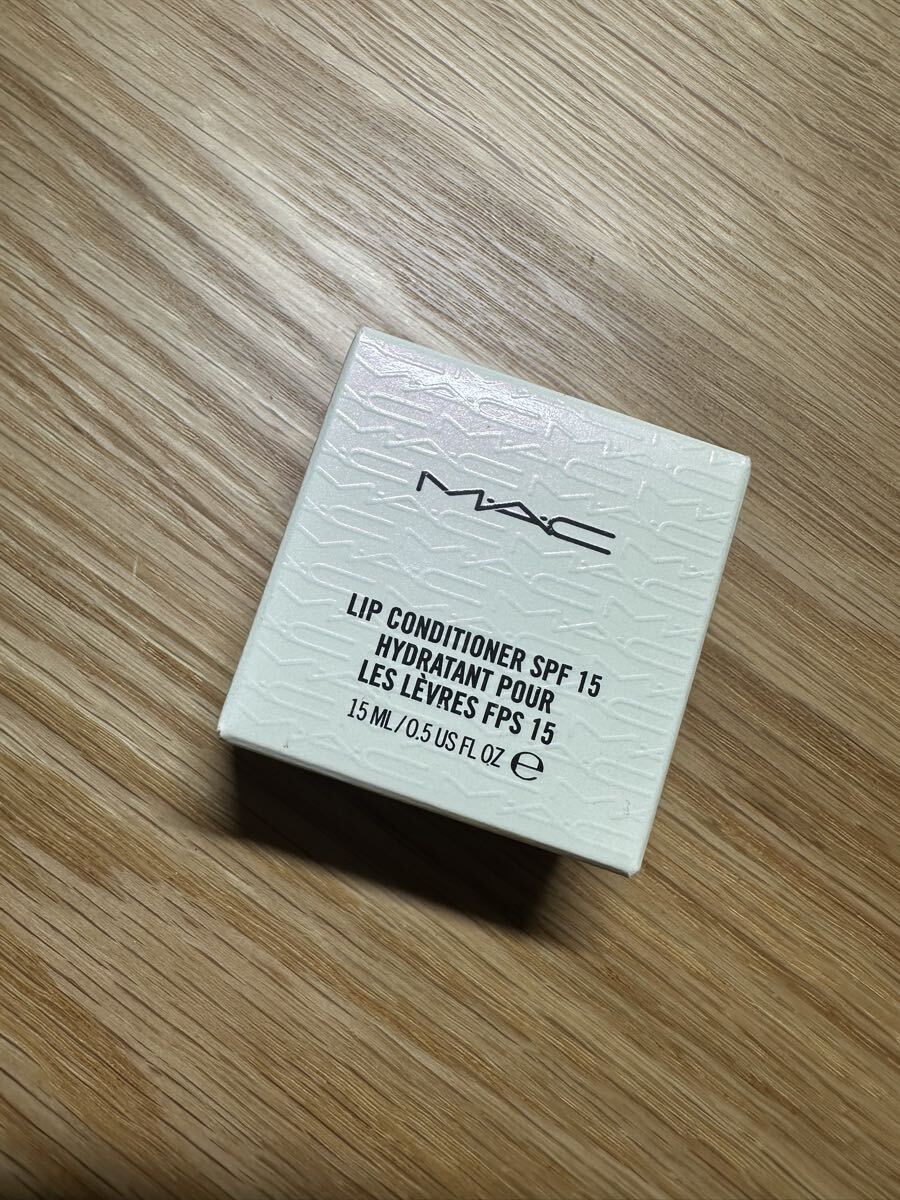 M·A·C
LIP CONDITIONER SPF 15
HYDRATANT POUR
LES LÈVRES FPS 15
15 ML/0.5 US FL OZ ℮